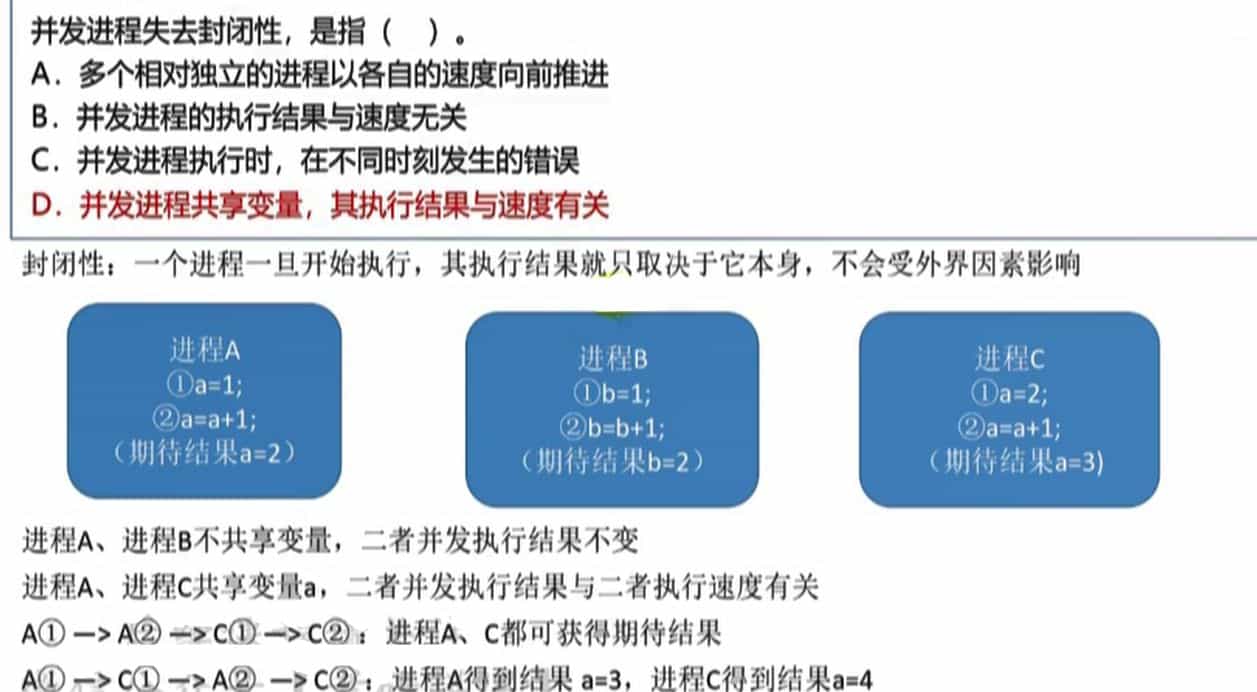 并发进程失去封闭性，是指（　）。
A．多个相对独立的进程以各自的速度向前推进
B．并发进程的执行结果与速度无关
C．并发进程执行时，在不同时刻发生的错误
D．并发进程共享变量，其执行结果与速度有关
封闭性：一个进程一旦开始执行，其执行结果就只取决于它本身，不会受外界因素影响
进程A
①a=1;
②a=a+1;
（期待结果a=2）
进程B
①b=1;
②b=b+1;
（期待结果b=2）
进程C
①a=2;
②a=a+1;
（期待结果a=3)
进程A、进程B不共享变量，二者并发执行结果不变
进程A、进程C共享变量a，二者并发执行结果与二者执行速度有关
A① —> A② —> C① —> C②：进程A、C都可获得期待结果
A① —> C① —> A② —> C②：进程A得到结果 a=3，进程C得到结果a=4